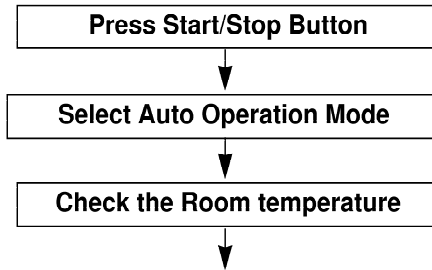 Press Start/Stop Button
Select Auto Operation Mode
Check the Room temperature